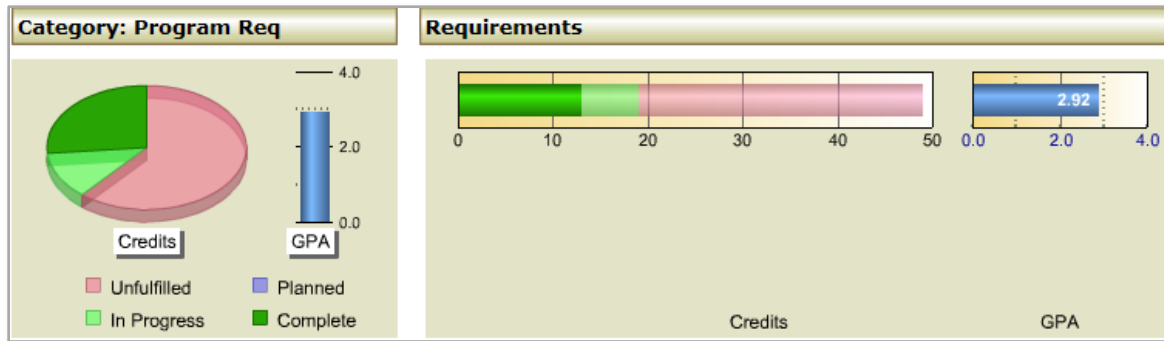 Category: Program Req
4.0
2.0
0.0
Credits
GPA
Unfulfilled
Planned
In Progress
Complete
Requirements
0 10 20 30 40 50
2.92
0.0 2.0 4.0
Credits
GPA